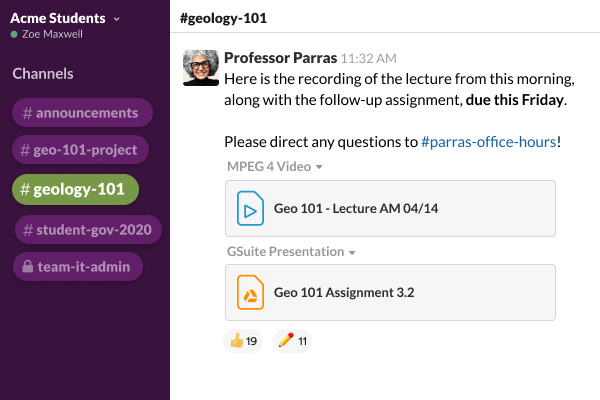 Acme Students
Zoe Maxwell
Channels
# announcements
# geo-101-project
# geology-101
# student-gov-2020
team-it-admin
#geology-101
Professor Parras 11:32 AM
Here is the recording of the lecture from this morning,
along with the follow-up assignment, due this Friday.
Please direct any questions to #parras-office-hours!
MPEG 4 Video
Geo 101 - Lecture AM 04/14
GSuite Presentation
Geo 101 Assignment 3.2
19
11